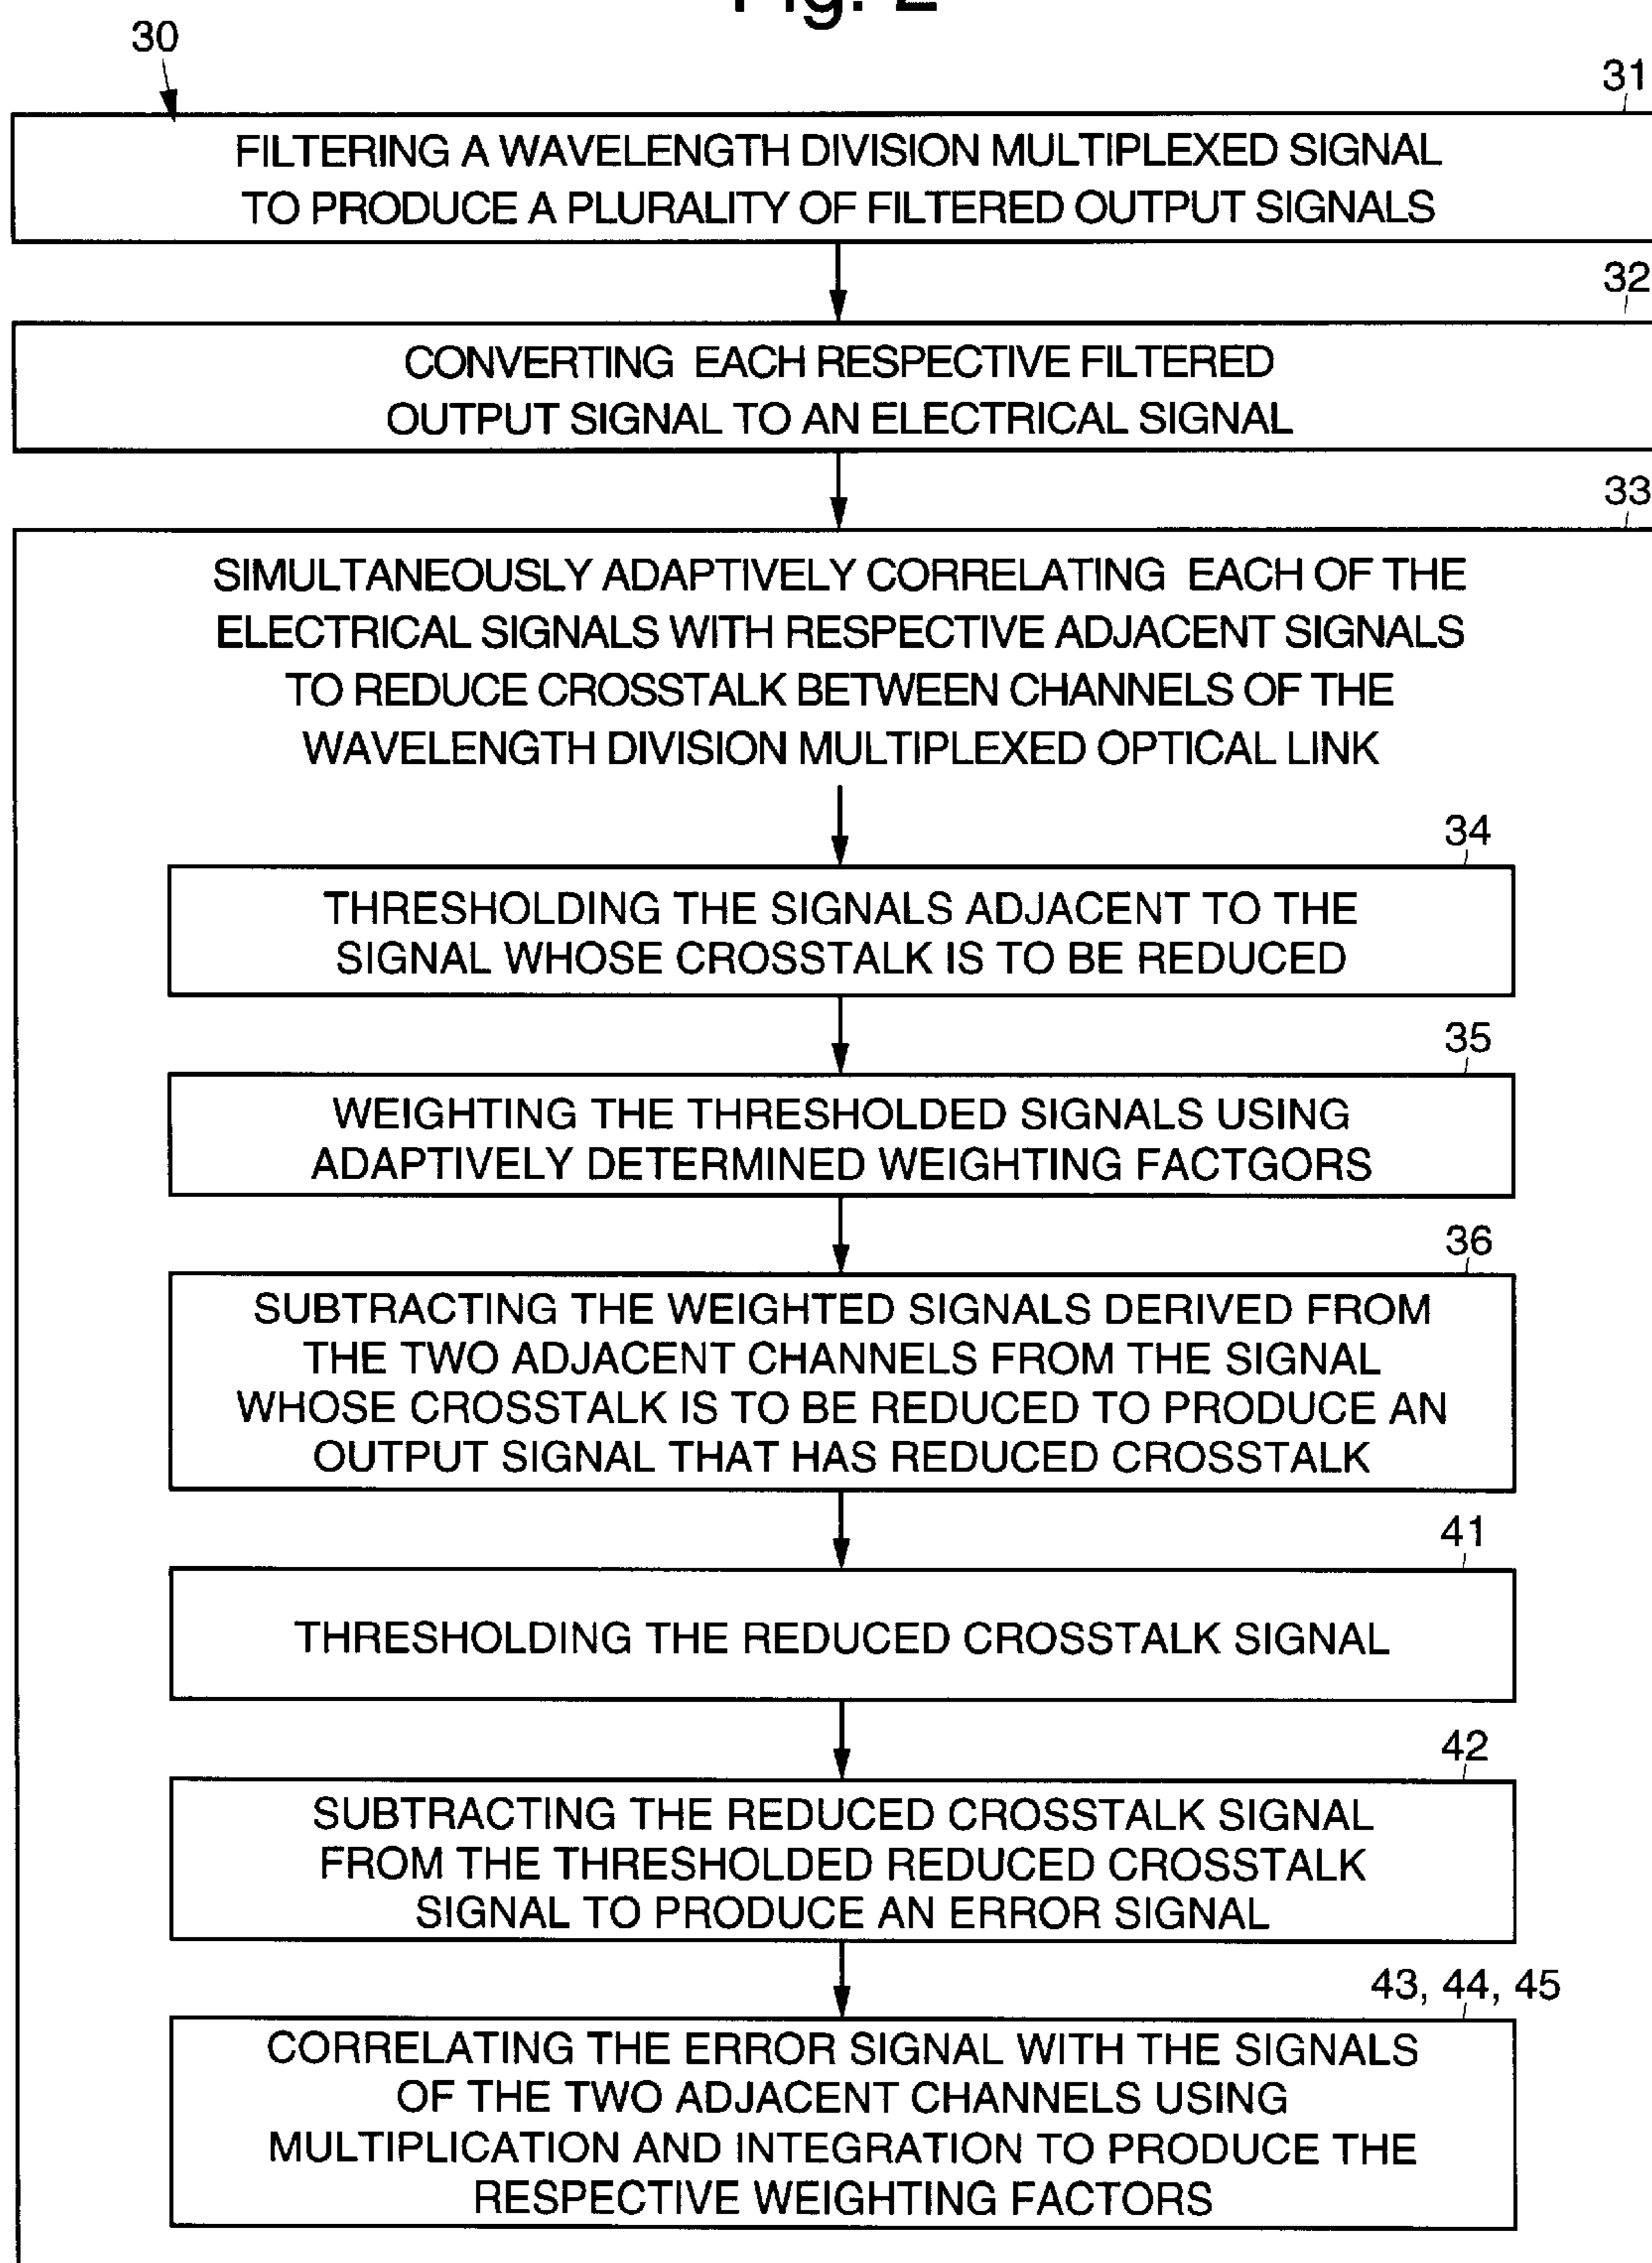 Fig. 2
30
31
FILTERING A WAVELENGTH DIVISION MULTIPLEXED SIGNAL
TO PRODUCE A PLURALITY OF FILTERED OUTPUT SIGNALS
32
CONVERTING EACH RESPECTIVE FILTERED
OUTPUT SIGNAL TO AN ELECTRICAL SIGNAL
33
SIMULTANEOUSLY ADAPTIVELY CORRELATING EACH OF THE
ELECTRICAL SIGNALS WITH RESPECTIVE ADJACENT SIGNALS
TO REDUCE CROSSTALK BETWEEN CHANNELS OF THE
WAVELENGTH DIVISION MULTIPLEXED OPTICAL LINK
34
THRESHOLDING THE SIGNALS ADJACENT TO THE
SIGNAL WHOSE CROSSTALK IS TO BE REDUCED
35
WEIGHTING THE THRESHOLDED SIGNALS USING
ADAPTIVELY DETERMINED WEIGHTING FACTGORS
36
SUBTRACTING THE WEIGHTED SIGNALS DERIVED FROM
THE TWO ADJACENT CHANNELS FROM THE SIGNAL
WHOSE CROSSTALK IS TO BE REDUCED TO PRODUCE AN
OUTPUT SIGNAL THAT HAS REDUCED CROSSTALK
41
THRESHOLDING THE REDUCED CROSSTALK SIGNAL
42
SUBTRACTING THE REDUCED CROSSTALK SIGNAL
FROM THE THRESHOLDED REDUCED CROSSTALK
SIGNAL TO PRODUCE AN ERROR SIGNAL
43, 44, 45
CORRELATING THE ERROR SIGNAL WITH THE SIGNALS
OF THE TWO ADJACENT CHANNELS USING
MULTIPLICATION AND INTEGRATION TO PRODUCE THE
RESPECTIVE WEIGHTING FACTORS